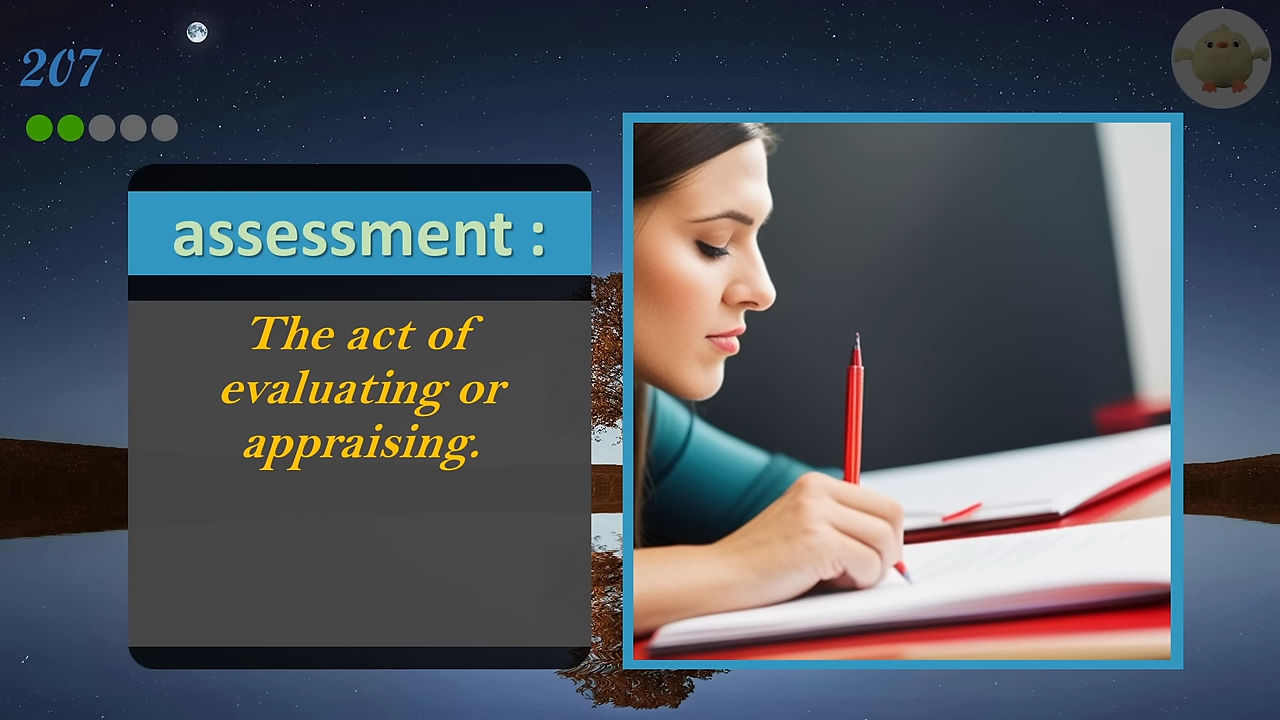 207
assessment :
The act of
evaluating or
appraising.